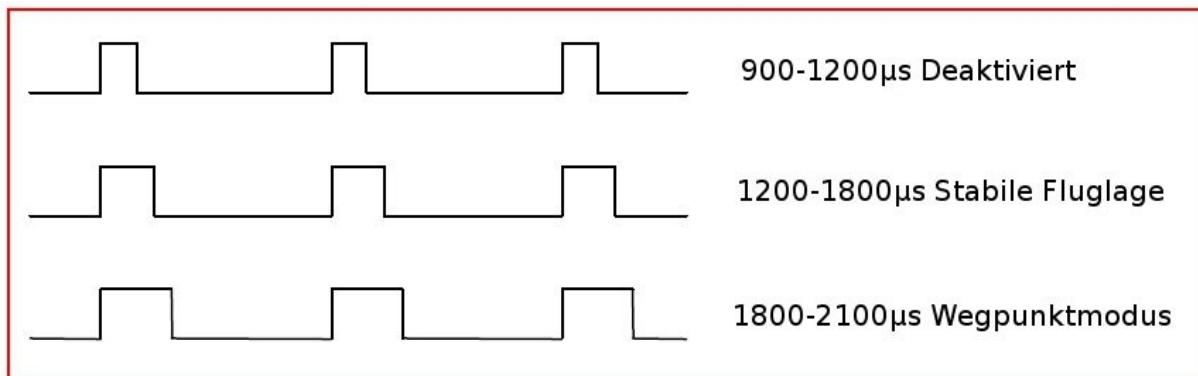 900-1200µs Deaktiviert
1200-1800µs Stabile Fluglage
1800-2100µs Wegpunktmodus